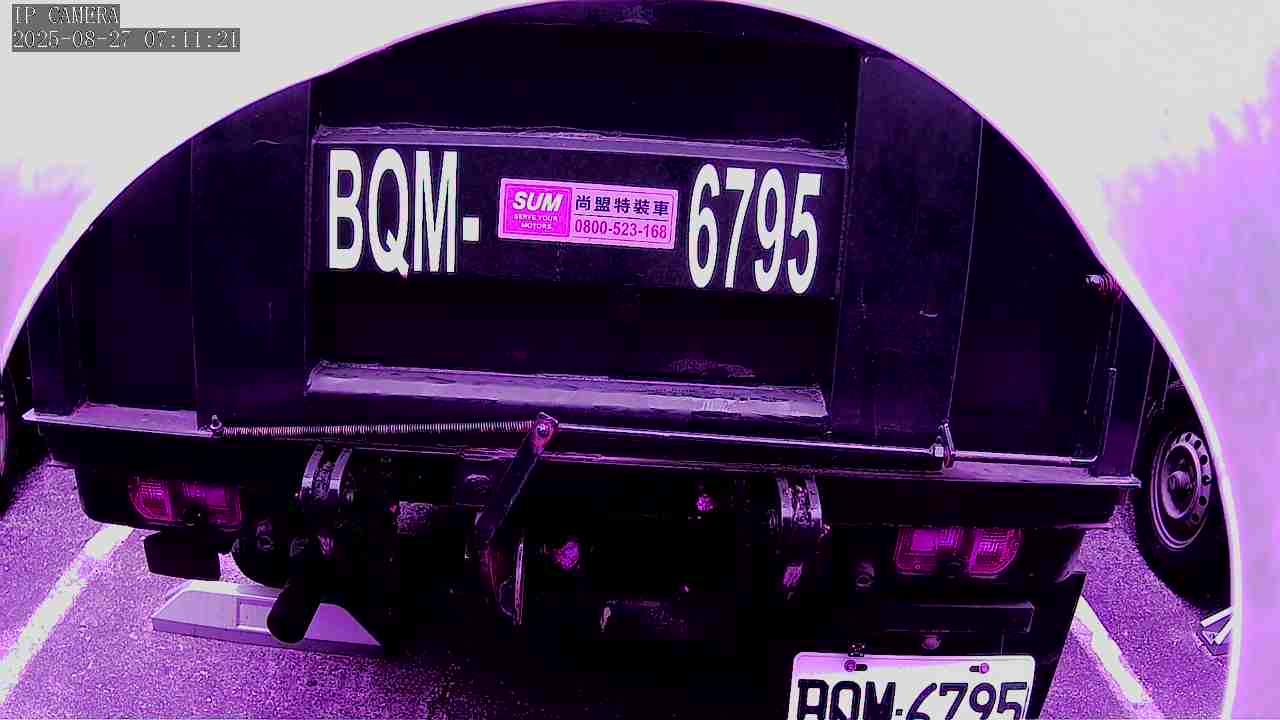 IP CAMERA
2025-08-27 07:11:21
BQM- 6795
SUM
SERVE YOUR
MOTORS
尚盟特裝車
0800-523-168
BQM-6795